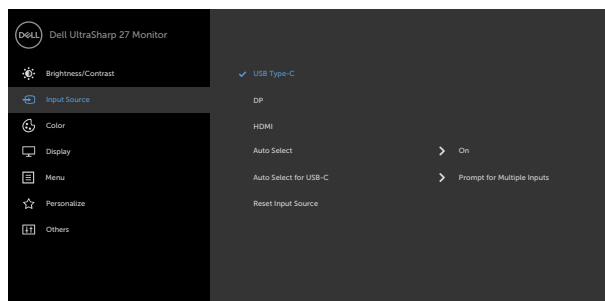 DELL Dell UltraSharp 27 Monitor
Brightness/Contrast
Input Source
Color
Display
Menu
Personalize
Others
USB Type-C
DP
HDMI
Auto Select On
Auto Select for USB-C Prompt for Multiple Inputs
Reset Input Source